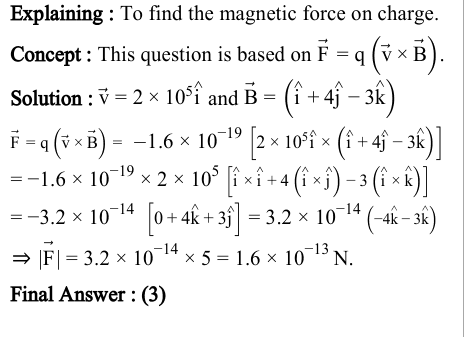 Explaining : To find the magnetic force on charge.
Concept : This question is based on F⃗ = q (v⃗ × B⃗).
Solution : v⃗ = 2 × 10⁵î and B⃗ = (î + 4ĵ − 3k̂)
F⃗ = q (v⃗ × B⃗) = −1.6 × 10⁻¹⁹ [2 × 10⁵î × (î + 4ĵ − 3k̂)]
= −1.6 × 10⁻¹⁹ × 2 × 10⁵ [î × î + 4 (î × ĵ) − 3 (î × k̂)]
= −3.2 × 10⁻¹⁴ [0 + 4k̂ + 3ĵ] = 3.2 × 10⁻¹⁴ (−4k̂ − 3k̂)
⇒ |F⃗| = 3.2 × 10⁻¹⁴ × 5 = 1.6 × 10⁻¹³ N.
Final Answer : (3)